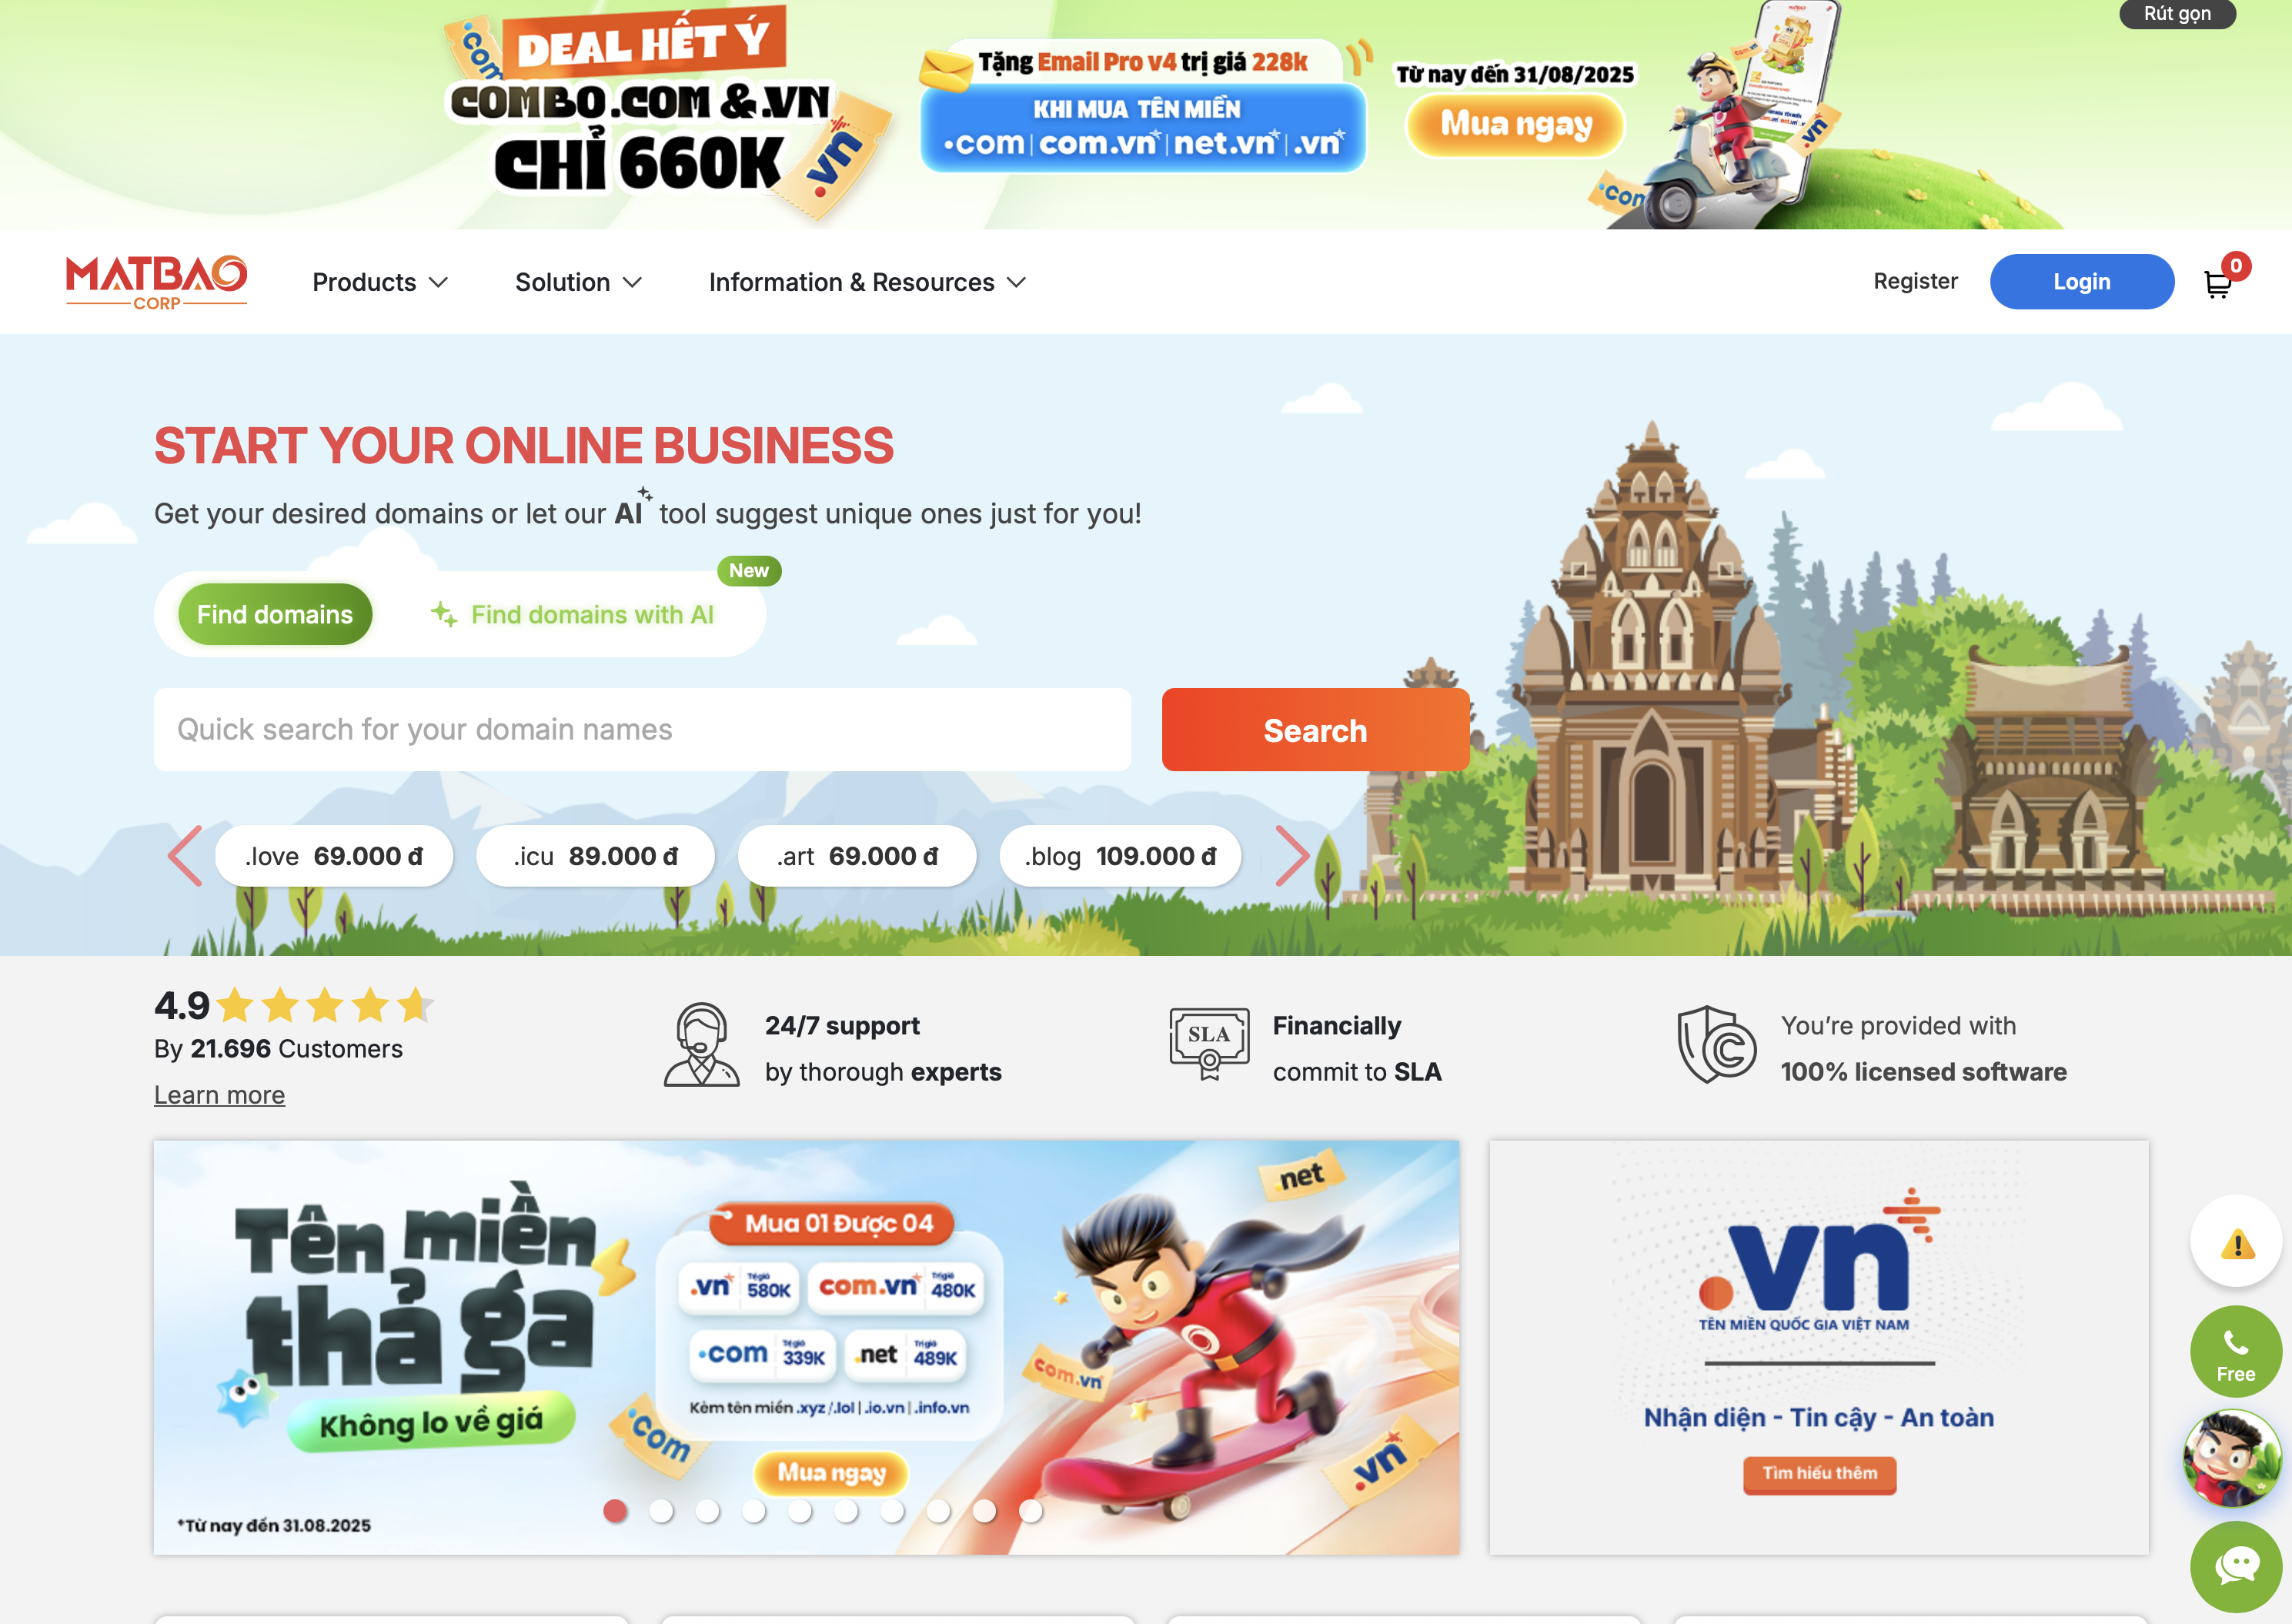 Rút gọn
.com
DEAL HẾT Ý
COMBO.COM & .VN
CHỈ 660K
.vn
Tặng Email Pro v4 trị giá 228k
KHI MUA TÊN MIỀN
.com | com.vn | net.vn | .vn
Từ nay đến 31/08/2025
Mua ngay
.com
.vn
MATBAO
CORP
Products
Solution
Information & Resources
Register
Login
0
START YOUR ONLINE BUSINESS
Get your desired domains or let our AI tool suggest unique ones just for you!
New
Find domains
Find domains with AI
Quick search for your domain names
Search
.love 69.000 đ
.icu 89.000 đ
.art 69.000 đ
.blog 109.000 đ
4.9
By 21.696 Customers
Learn more
24/7 support
by thorough experts
SLA
Financially
commit to SLA
You're provided with
100% licensed software
Tên miền
thả ga
Không lo về giá
*Từ nay đến 31.08.2025
Mua 01 Được 04
.vn Trị giá 580K
com.vn Trị giá 480K
.com Trị giá 339K
.net Trị giá 489K
Kèm tên miền .xyz /.lol | .io.vn | .info.vn
Mua ngay
.com
.net
com.vn
.vn
.vn
TÊN MIỀN QUỐC GIA VIỆT NAM
Nhận diện - Tin cậy - An toàn
Tìm hiểu thêm
Free